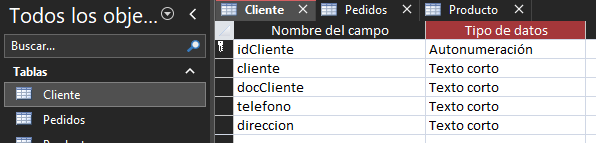 Todos los obje...
Buscar...
Tablas
Cliente
Pedidos
Cliente Pedidos Producto
Nombre del campo Tipo de datos
idCliente Autonumeración
cliente Texto corto
docCliente Texto corto
telefono Texto corto
direccion Texto corto